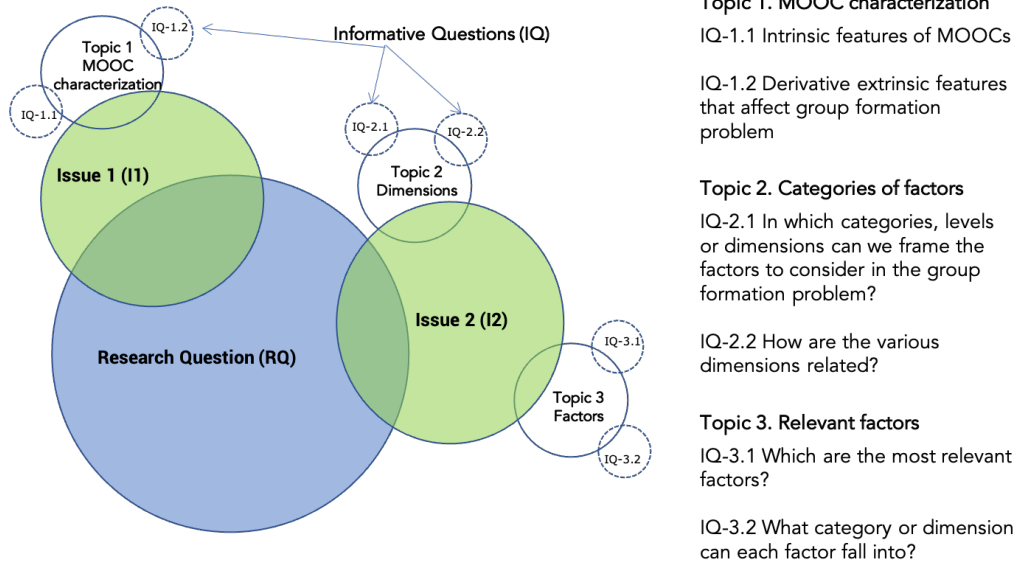 IQ-1.2
Informative Questions (IQ)
Topic 1
MOOC
characterization
IQ-1.1
IQ-2.1
IQ-2.2
Topic 2
Dimensions
Issue 1 (I1)
Issue 2 (I2)
Research Question (RQ)
IQ-3.1
Topic 3
Factors
IQ-3.2
Topic 1. MOOC characterization
IQ-1.1 Intrinsic features of MOOCs
IQ-1.2 Derivative extrinsic features
that affect group formation
problem
Topic 2. Categories of factors
IQ-2.1 In which categories, levels
or dimensions can we frame the
factors to consider in the group
formation problem?
IQ-2.2 How are the various
dimensions related?
Topic 3. Relevant factors
IQ-3.1 Which are the most relevant
factors?
IQ-3.2 What category or dimension
can each factor fall into?